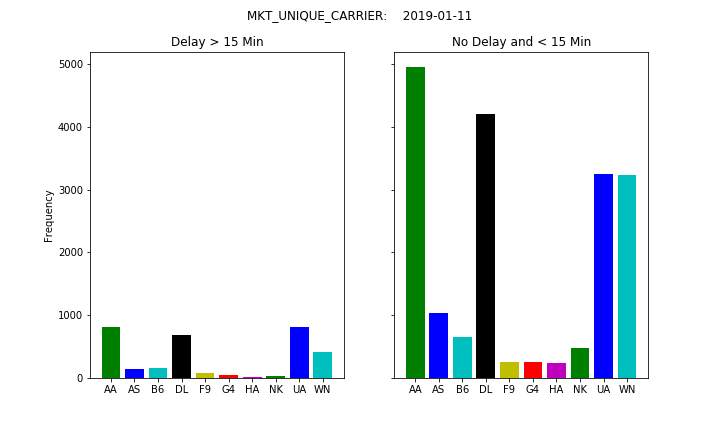 MKT_UNIQUE_CARRIER: 2019-01-11
Delay > 15 Min
No Delay and < 15 Min
5000
4000
3000
2000
1000
0
Frequency
AA AS B6 DL F9 G4 HA NK UA WN
AA AS B6 DL F9 G4 HA NK UA WN